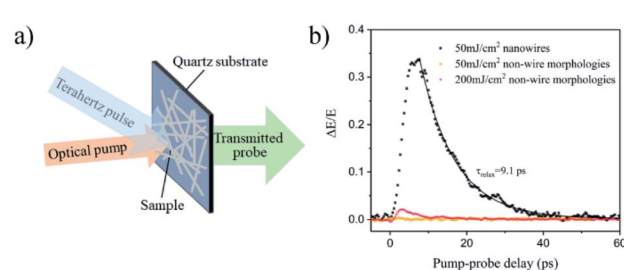 a)
Quartz substrate
Terahertz pulse
Optical pump
Transmitted
probe
Sample
b)
50mJ/cm² nanowires
50mJ/cm² non-wire morphologies
200mJ/cm² non-wire morphologies
0.4
0.3
0.2
0.1
0.0
ΔE/E
τrelax=9.1 ps
0 20 40 60
Pump-probe delay (ps)